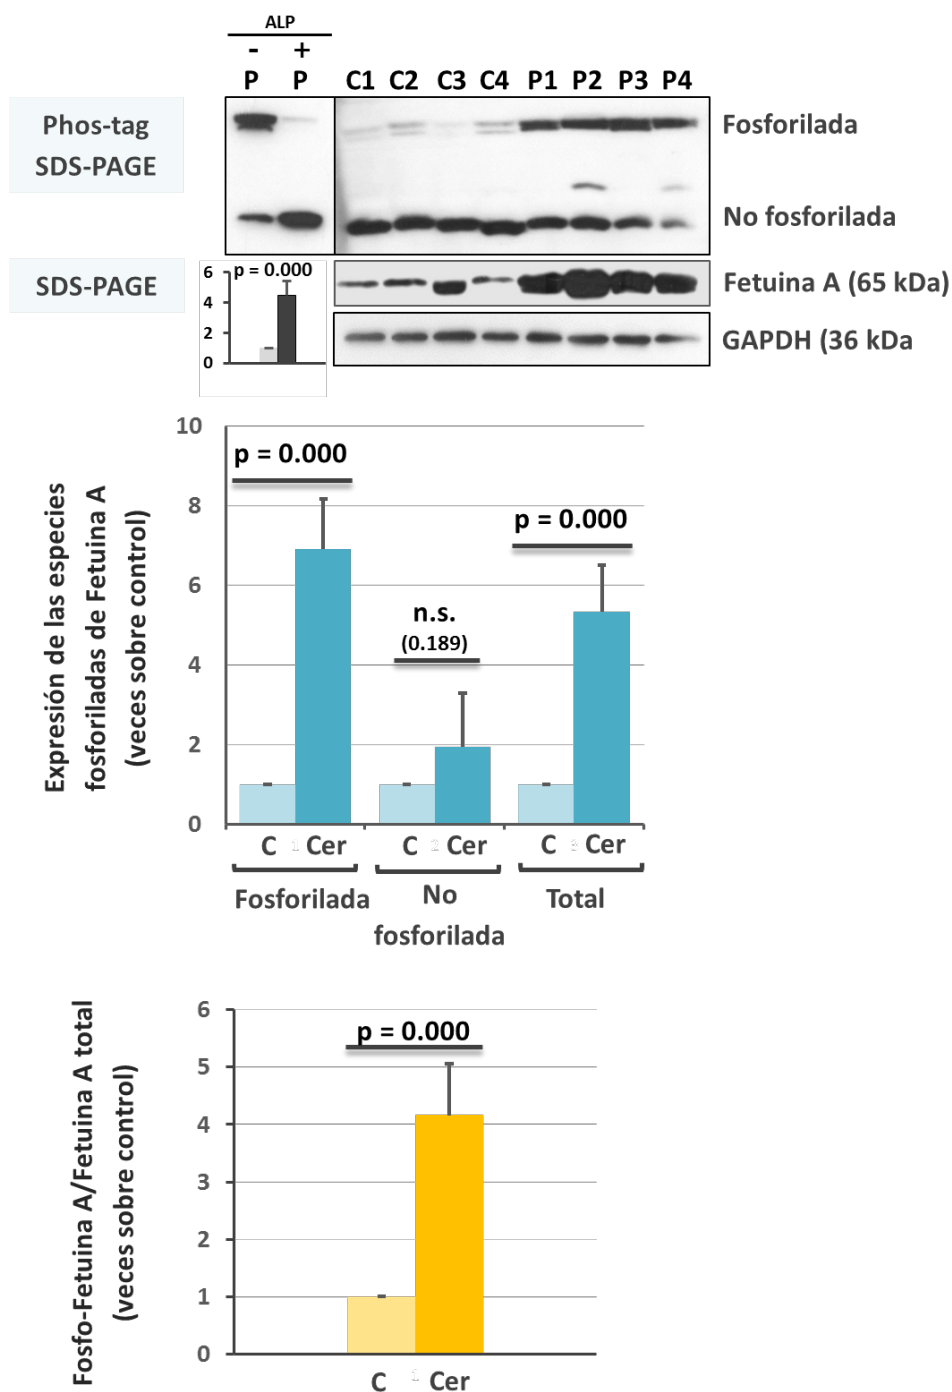 ALP
- +
P P C1 C2 C3 C4 P1 P2 P3 P4
Phos-tag
SDS-PAGE
Fosforilada
No fosforilada
SDS-PAGE
p = 0.000
6
4
2
0
Fetuina A (65 kDa)
GAPDH (36 kDa
Expresión de las especies
fosforiladas de Fetuina A
(veces sobre control)
10
8
6
4
2
0
p = 0.000
n.s.
(0.189)
p = 0.000
C 1 Cer C 2 Cer C 3 Cer
Fosforilada
No
fosforilada
Total
Fosfo-Fetuina A/Fetuina A total
(veces sobre control)
6
5
4
3
2
1
0
p = 0.000
C 1 Cer